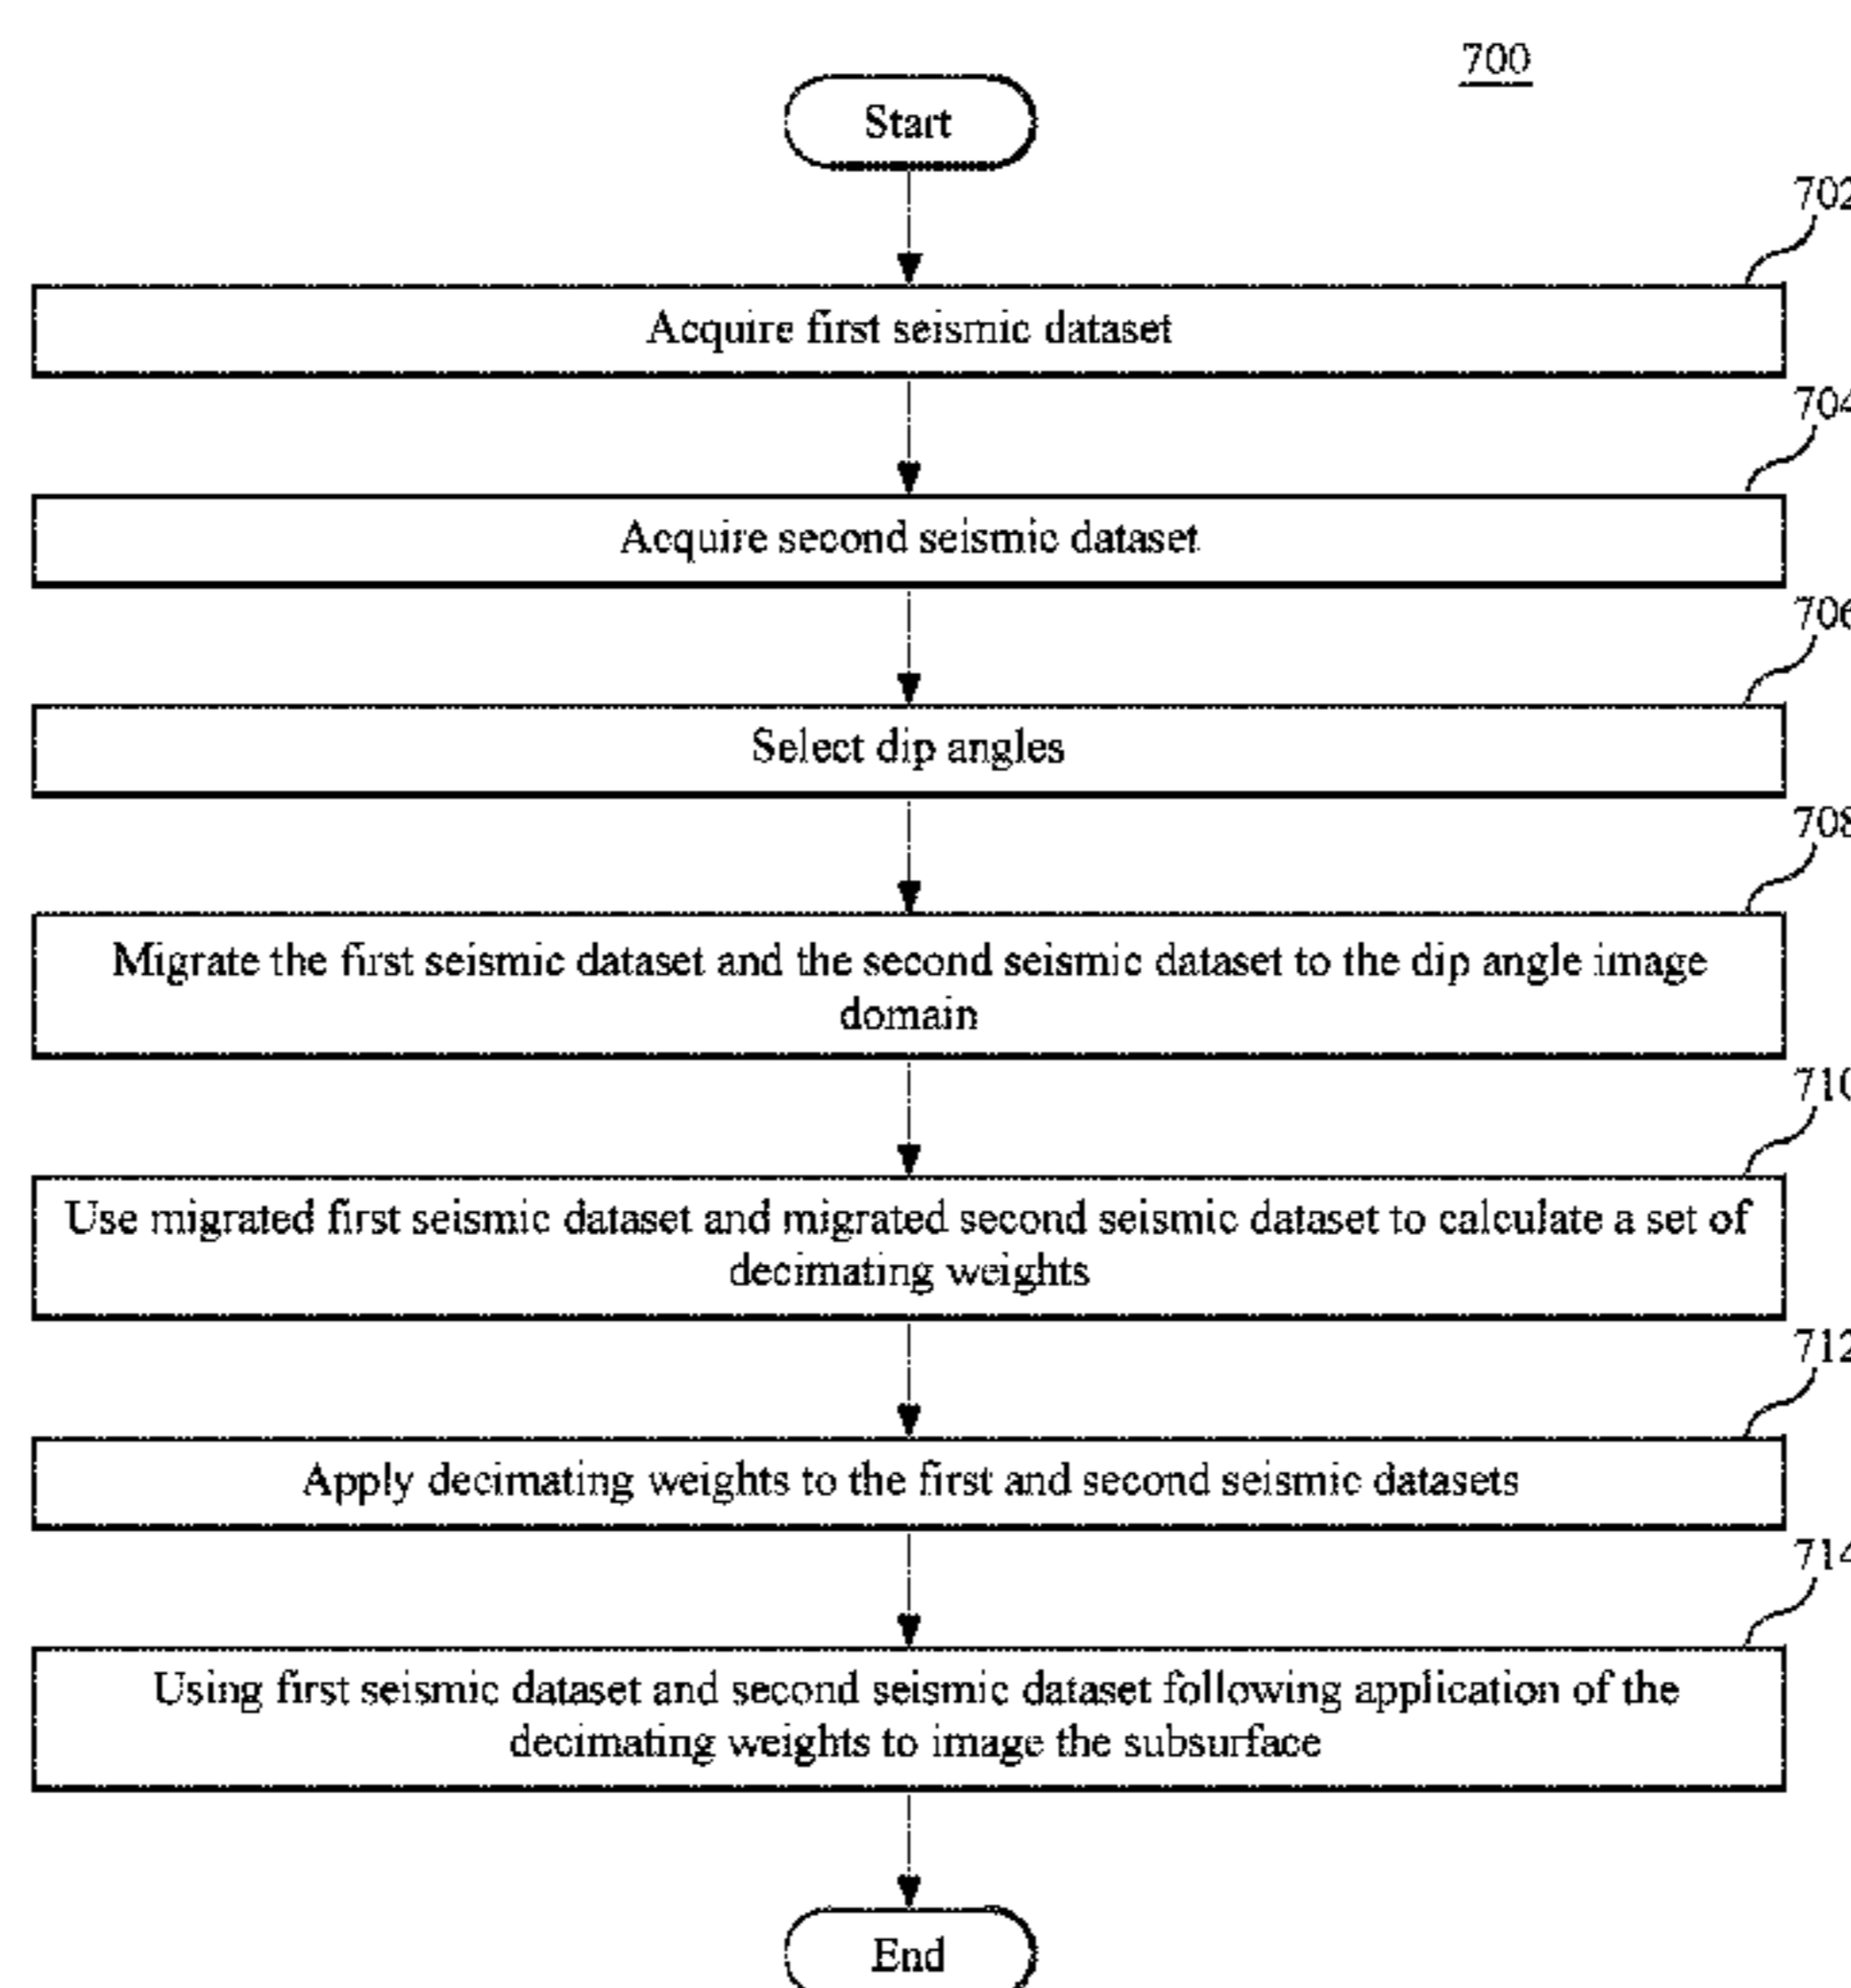 700
Start
702
Acquire first seismic dataset
704
Acquire second seismic dataset
706
Select dip angles
708
Migrate the first seismic dataset and the second seismic dataset to the dip angle image
domain
710
Use migrated first seismic dataset and migrated second seismic dataset to calculate a set of
decimating weights
712
Apply decimating weights to the first and second seismic datasets
714
Using first seismic dataset and second seismic dataset following application of the
decimating weights to image the subsurface
End